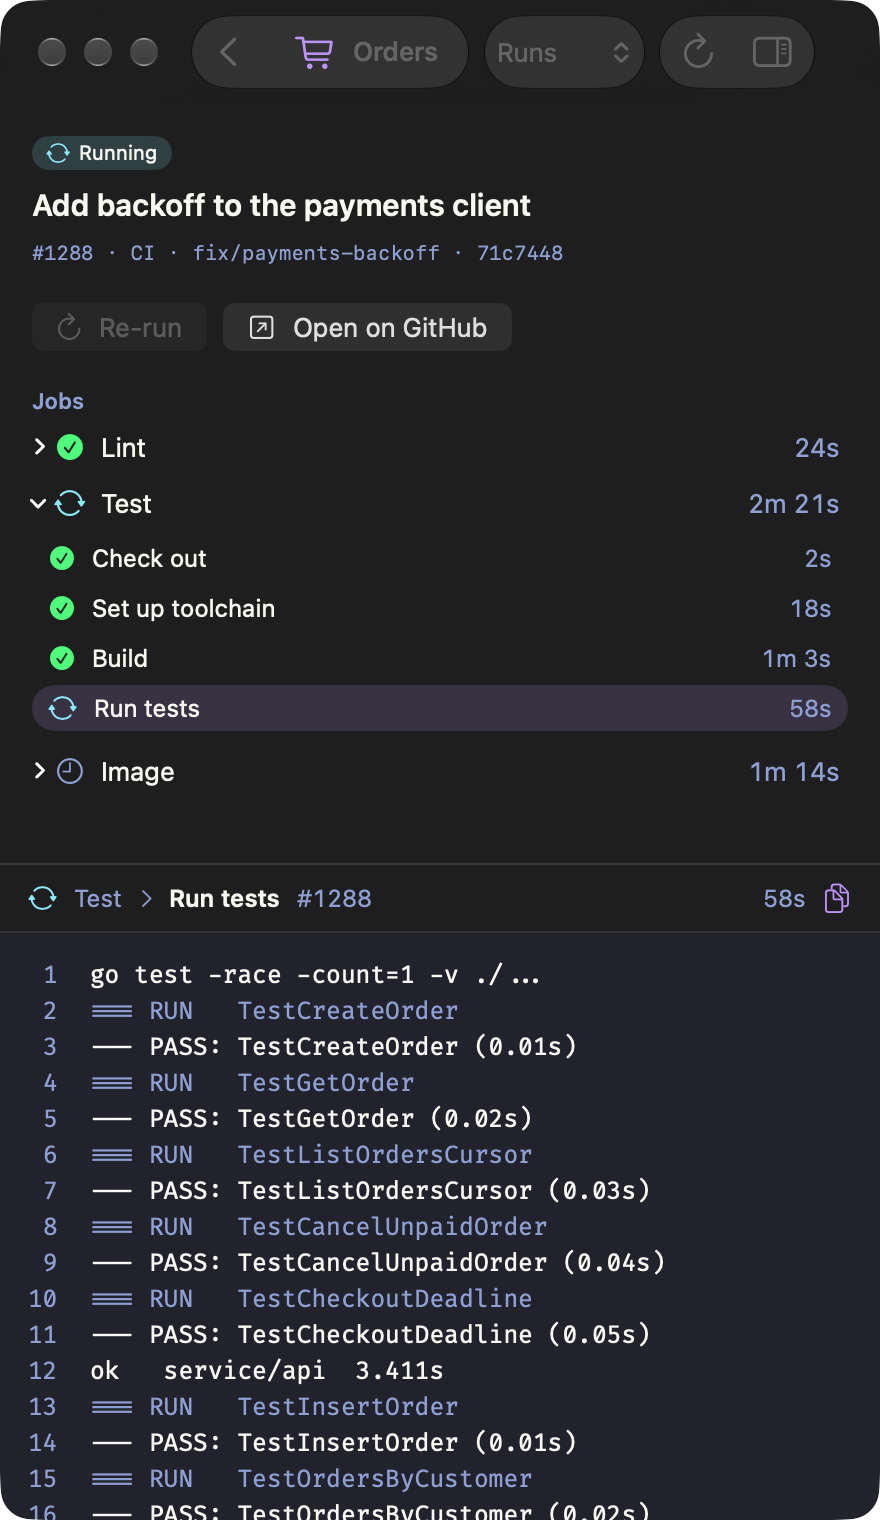 Orders
Runs
Running
Add backoff to the payments client
#1288 · CI · fix/payments-backoff · 71c7448
Re-run
Open on GitHub
Jobs
Lint 24s
Test 2m 21s
Check out 2s
Set up toolchain 18s
Build 1m 3s
Run tests 58s
Image 1m 14s
Test > Run tests #1288 58s
1 go test -race -count=1 -v ./...
2 === RUN TestCreateOrder
3 --- PASS: TestCreateOrder (0.01s)
4 === RUN TestGetOrder
5 --- PASS: TestGetOrder (0.02s)
6 === RUN TestListOrdersCursor
7 --- PASS: TestListOrdersCursor (0.03s)
8 === RUN TestCancelUnpaidOrder
9 --- PASS: TestCancelUnpaidOrder (0.04s)
10 === RUN TestCheckoutDeadline
11 --- PASS: TestCheckoutDeadline (0.05s)
12 ok service/api 3.411s
13 === RUN TestInsertOrder
14 --- PASS: TestInsertOrder (0.01s)
15 === RUN TestOrdersByCustomer
16 --- PASS: TestOrdersByCustomer (0.02s)